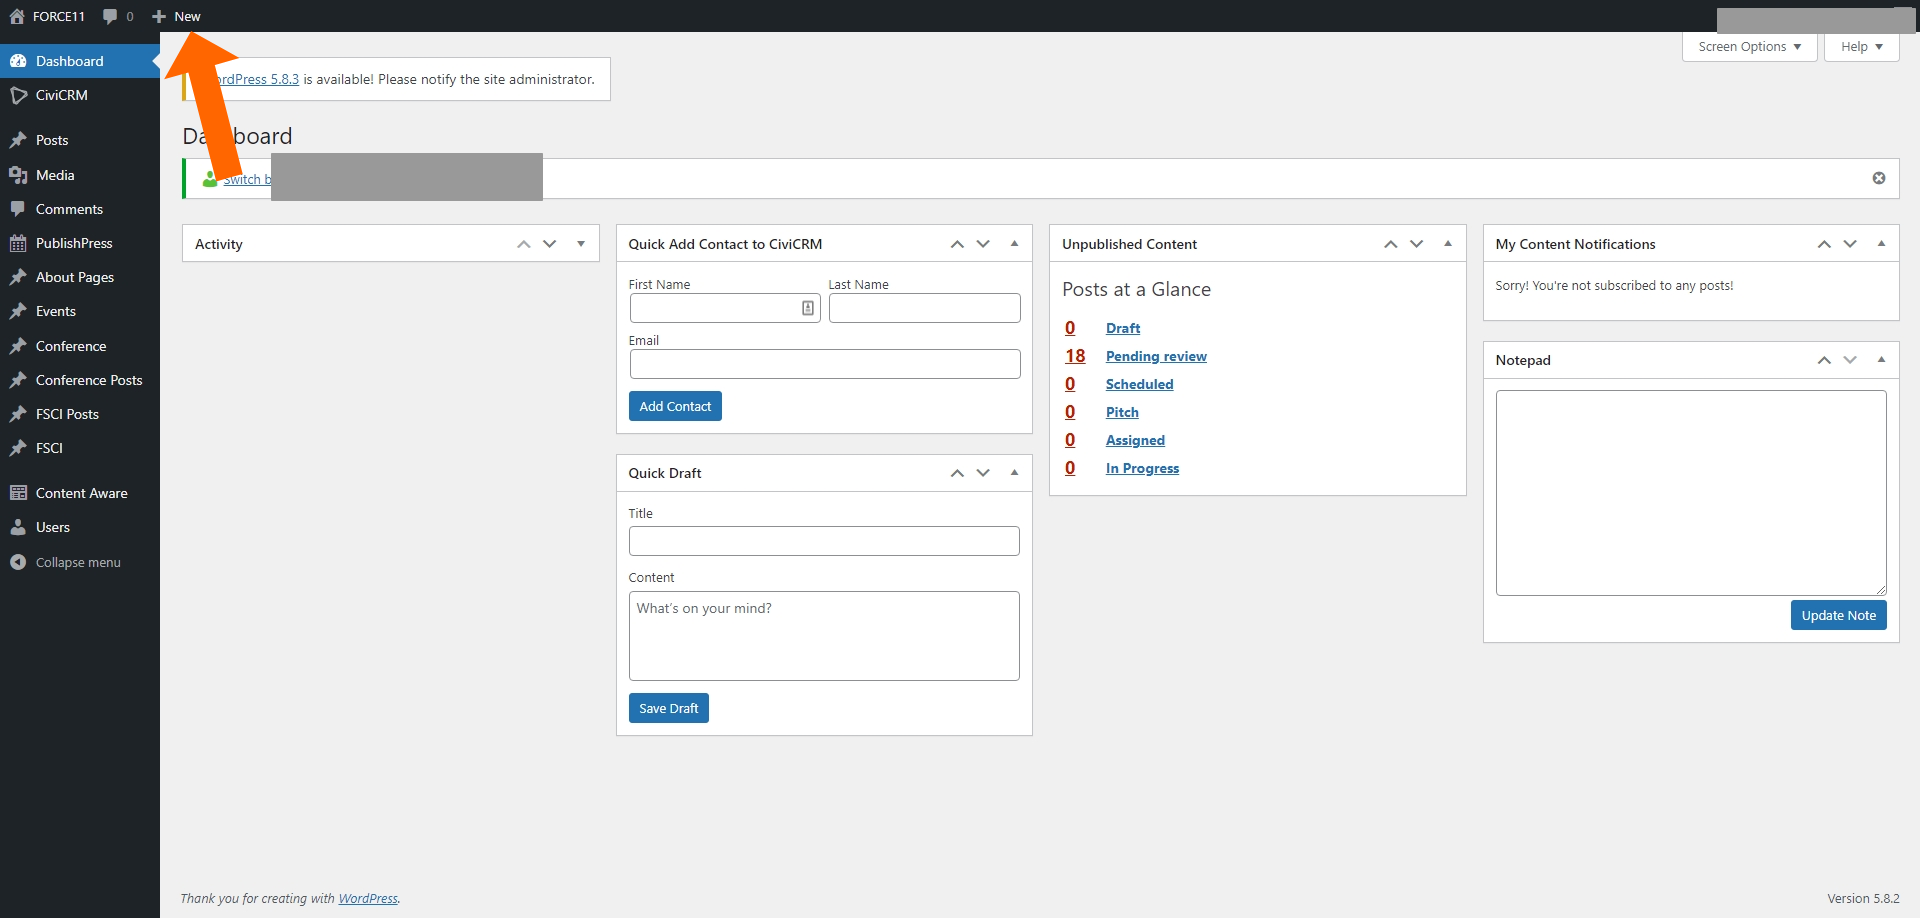 FORCE11 0 New
Screen Options Help
Dashboard
CiviCRM
Posts
Media
Comments
PublishPress
About Pages
Events
Conference
Conference Posts
FSCI Posts
FSCI
Content Aware
Users
Collapse menu
ordPress 5.8.3 is available! Please notify the site administrator.
Da board
Switch b
Activity
Quick Add Contact to CiviCRM
First Name Last Name
Email
Add Contact
Quick Draft
Title
Content
What's on your mind?
Save Draft
Unpublished Content
Posts at a Glance
0 Draft
18 Pending review
0 Scheduled
0 Pitch
0 Assigned
0 In Progress
My Content Notifications
Sorry! You're not subscribed to any posts!
Notepad
Update Note
Thank you for creating with WordPress.
Version 5.8.2